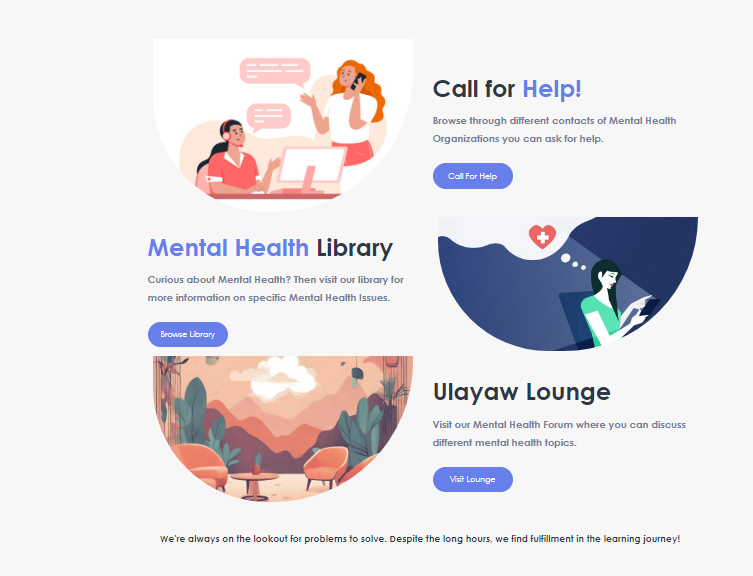 Call for Help!
Browse through different contacts of Mental Health
Organizations you can ask for help.
Call For Help
Mental Health Library
Curious about Mental Health? Then visit our library for
more information on specific Mental Health Issues.
Browse Library
Ulayaw Lounge
Visit our Mental Health Forum where you can discuss
different mental health topics.
Visit Lounge
We're always on the lookout for problems to solve. Despite the long hours, we find fulfillment in the learning journey!